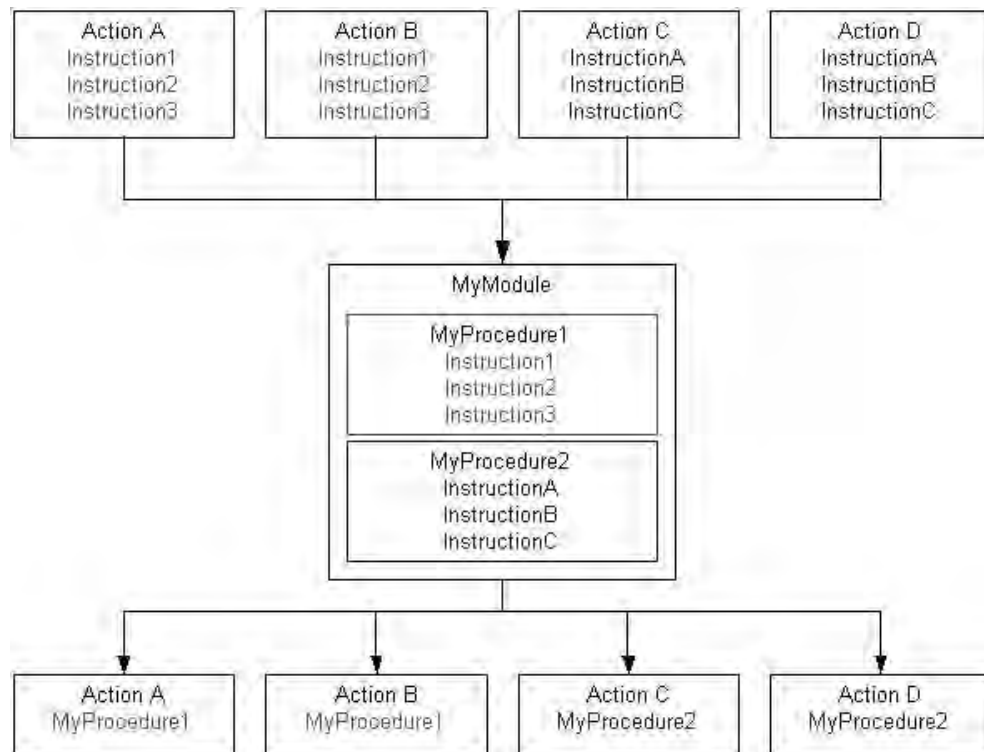 Action A
Instruction1
Instruction2
Instruction3
Action B
Instruction1
Instruction2
Instruction3
Action C
InstructionA
InstructionB
InstructionC
Action D
InstructionA
InstructionB
InstructionC
MyModule
MyProcedure1
Instruction1
Instruction2
Instruction3
MyProcedure2
InstructionA
InstructionB
InstructionC
Action A
MyProcedure1
Action B
MyProcedure1
Action C
MyProcedure2
Action D
MyProcedure2